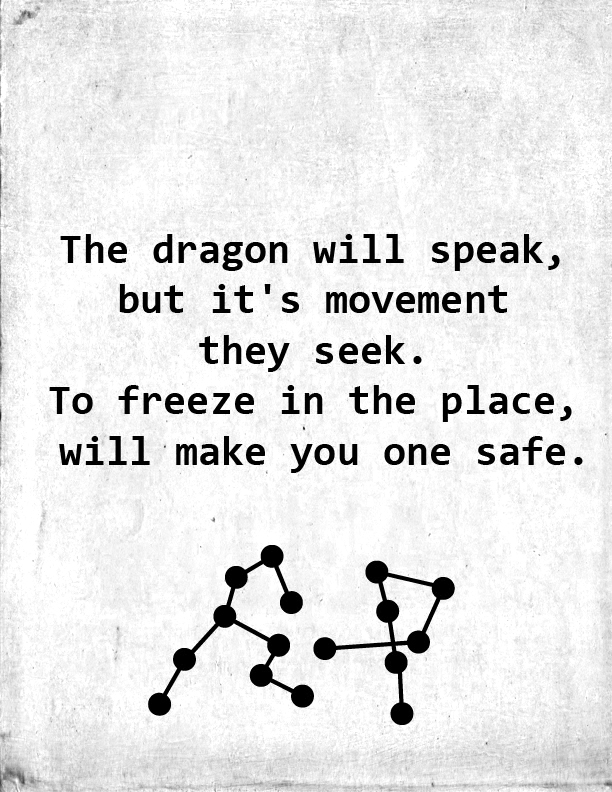 The dragon will speak,
but it's movement
they seek.
To freeze in the place,
will make you one safe.